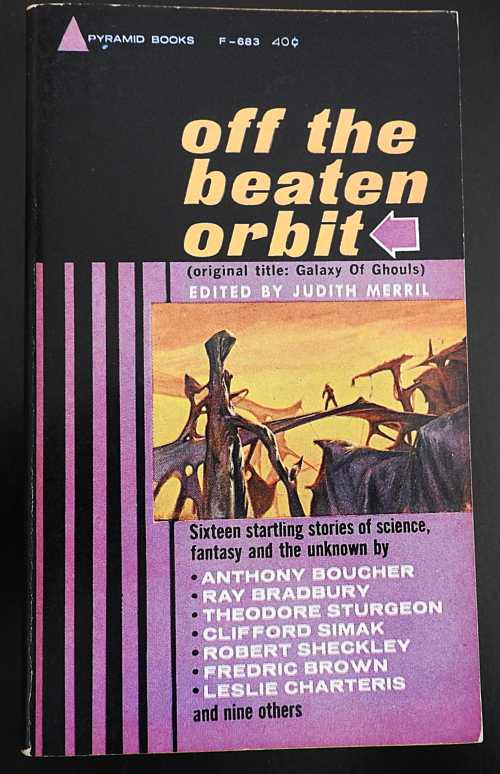 PYRAMID BOOKS F-683 40¢
off the
beaten
orbit
(original title: Galaxy Of Ghouls)
EDITED BY JUDITH MERRIL
Sixteen startling stories of science,
fantasy and the unknown by
• ANTHONY BOUCHER
• RAY BRADBURY
• THEODORE STURGEON
• CLIFFORD SIMAK
• ROBERT SHECKLEY
• FREDRIC BROWN
• LESLIE CHARTERIS
and nine others